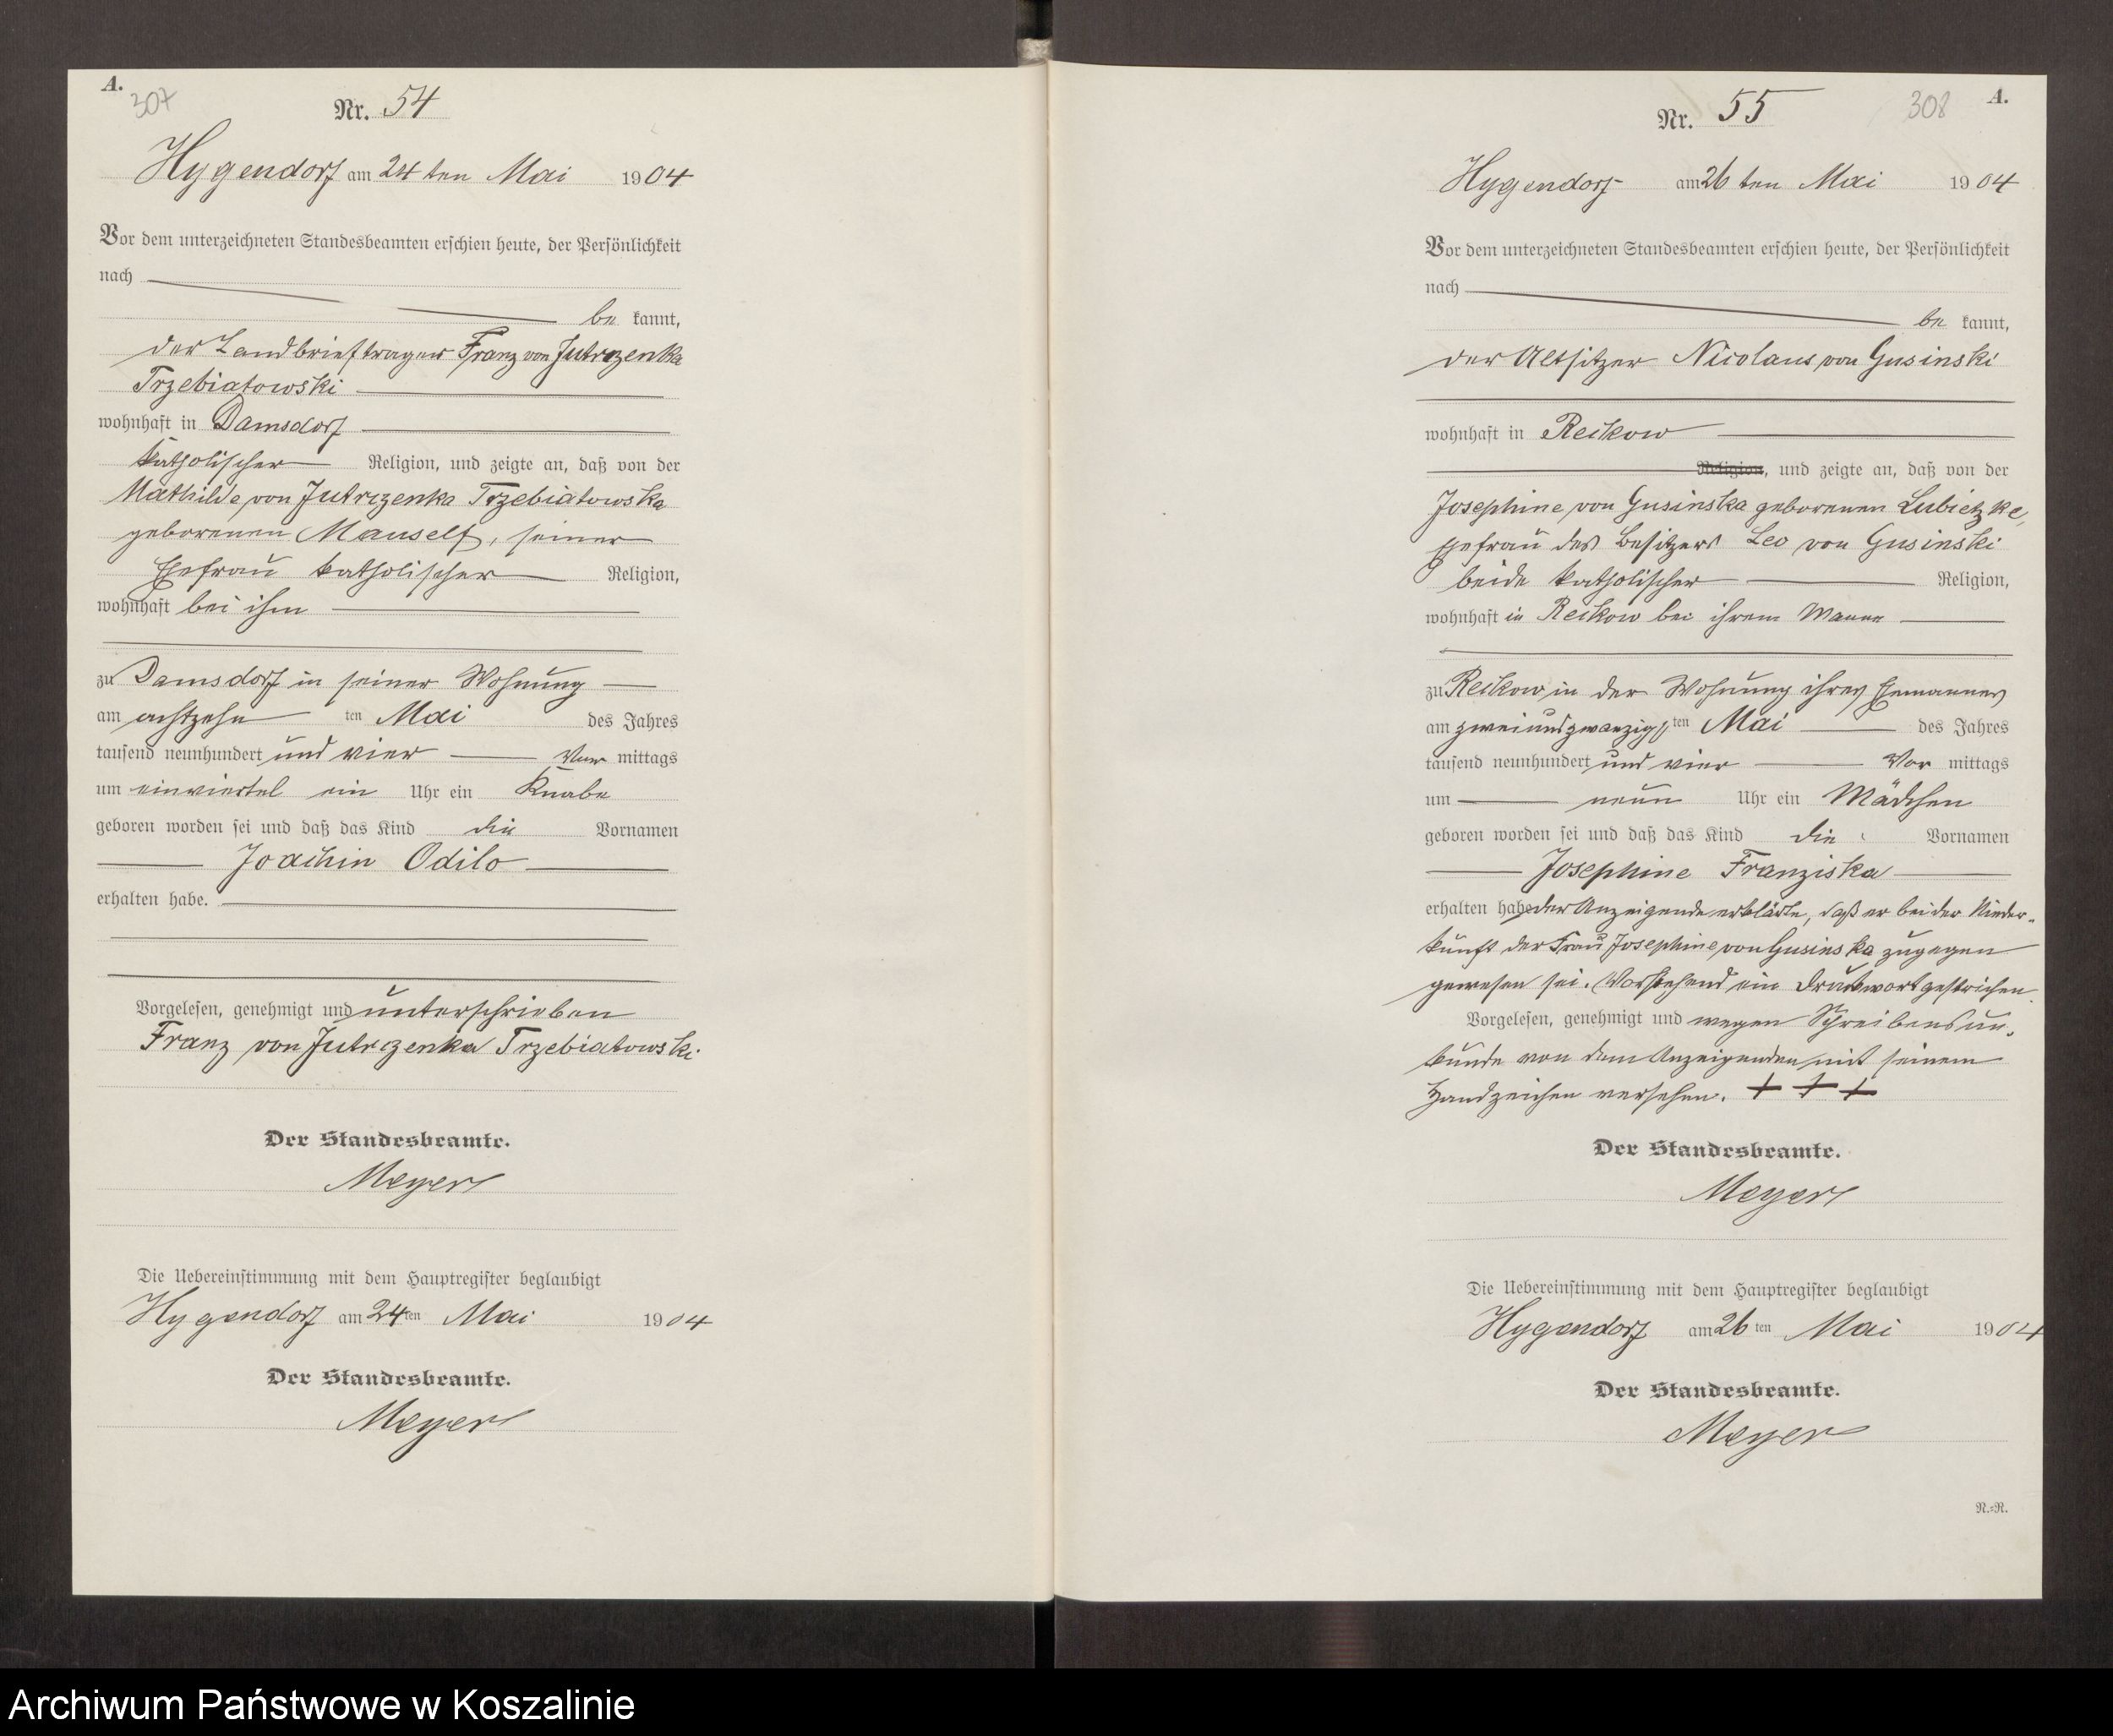 A.
307
Nr. 54
Hygendorf am 24 ten Mai 1904
Vor dem unterzeichneten Standesbeamten erschien heute, der Persönlichkeit
nach
be kannt,
der Landbriefträger Franz von Jutrzenka
Trzebiatowski
wohnhaft in Damsdorf
katholischer Religion, und zeigte an, daß von der
Mathilde von Jutrzenka Trzebiatowska
geborenen Manself, seiner
Ehefrau katholischer Religion,
wohnhaft bei ihm
zu Damsdorf in seiner Wohnung
am achtzehn ten Mai des Jahres
tausend neunhundert und vier Vor mittags
um einviertel ein Uhr ein Knabe
geboren worden sei und daß das Kind die Vornamen
Joachin Odilo
erhalten habe.
Vorgelesen, genehmigt und unterschrieben
Franz von Jutrzenka Trzebiatowski.
Der Standesbeamte.
Meyer
Die Uebereinstimmung mit dem Hauptregister beglaubigt
Hygendorf am 24ten Mai 1904
Der Standesbeamte.
Meyer
A.
308
Nr. 55
Hygendorf am 26 ten Mai 1904
Vor dem unterzeichneten Standesbeamten erschien heute, der Persönlichkeit
nach
be kannt,
der Altsitzer Nicolaus von Gusinski
wohnhaft in Reckow
Religion, und zeigte an, daß von der
Josephine von Gusinska geborenen Lubietzke,
Ehefrau des Besitzers Leo von Gusinski
beide katholischer Religion,
wohnhaft in Reckow bei ihrem Manne
zu Reckow in der Wohnung ihres Ehemannes
am zweiundzwanzigs ten Mai des Jahres
tausend neunhundert und vier Vor mittags
um neun Uhr ein Mädchen
geboren worden sei und daß das Kind die Vornamen
Josephine Franziska
erhalten habe der Anzeigende erklärte, daß er bei der Nieder-
kunft der Frau Josephine von Gusinska zugegen
gewesen sei. Vorstehend ein Druckwort gestrichen.
Vorgelesen, genehmigt und wegen Schreibensun-
kunde von dem Anzeigenden mit seinem
Handzeichen versehen. + + +
Der Standesbeamte.
Meyer
Die Uebereinstimmung mit dem Hauptregister beglaubigt
Hygendorf am 26 ten Mai 1904
Der Standesbeamte.
Meyer
N.=R.
Archiwum Państwowe w Koszalinie